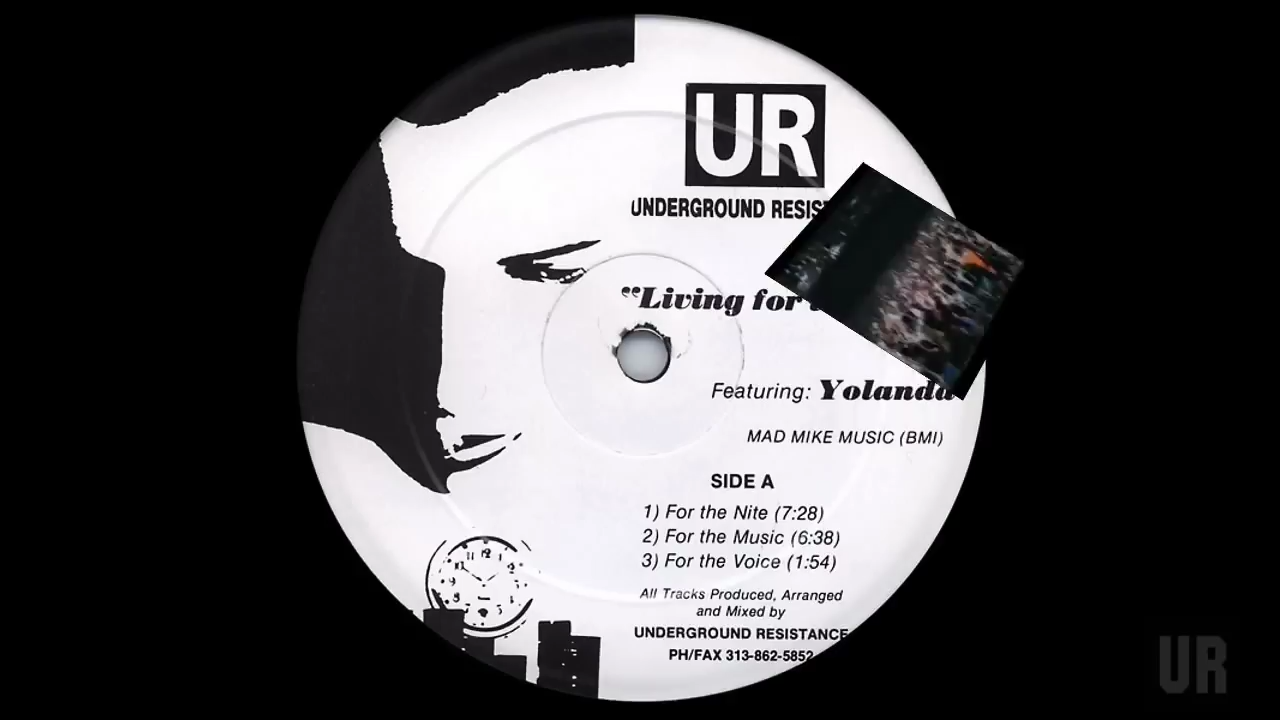 UR
UNDERGROUND RESIS
"Living for
Featuring: Yolanda
MAD MIKE MUSIC (BMI)
SIDE A
1) For the Nite (7:28)
2) For the Music (6:38)
3) For the Voice (1:54)
All Tracks Produced, Arranged
and Mixed by
UNDERGROUND RESISTANCE
PH/FAX 313-862-5852
UR